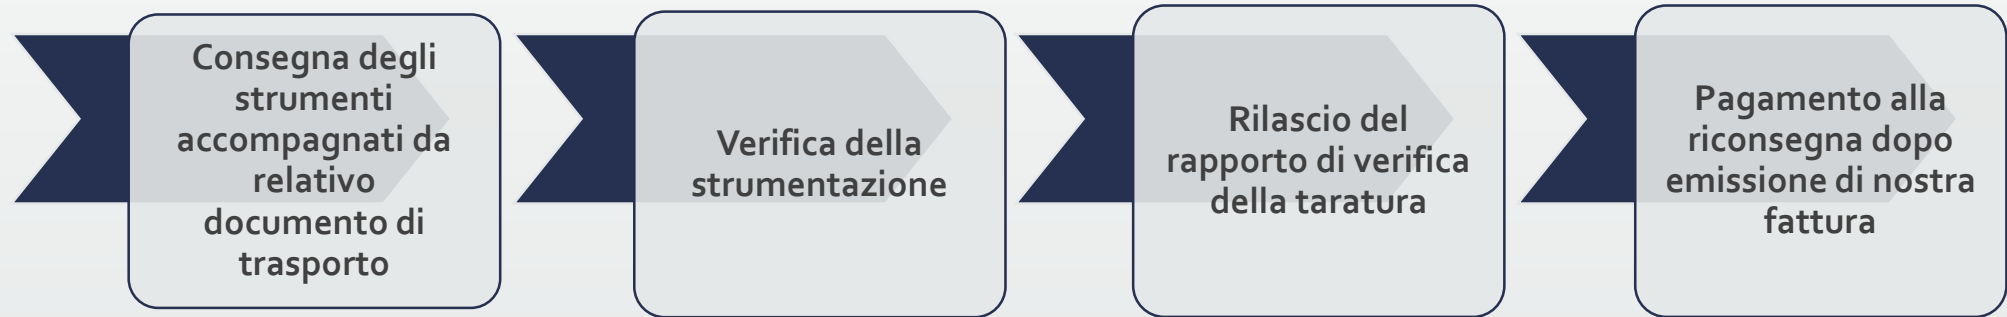 Consegna degli
strumenti
accompagnati da
relativo
documento di
trasporto
Verifica della
strumentazione
Rilascio del
rapporto di verifica
della taratura
Pagamento alla
riconsegna dopo
emissione di nostra
fattura